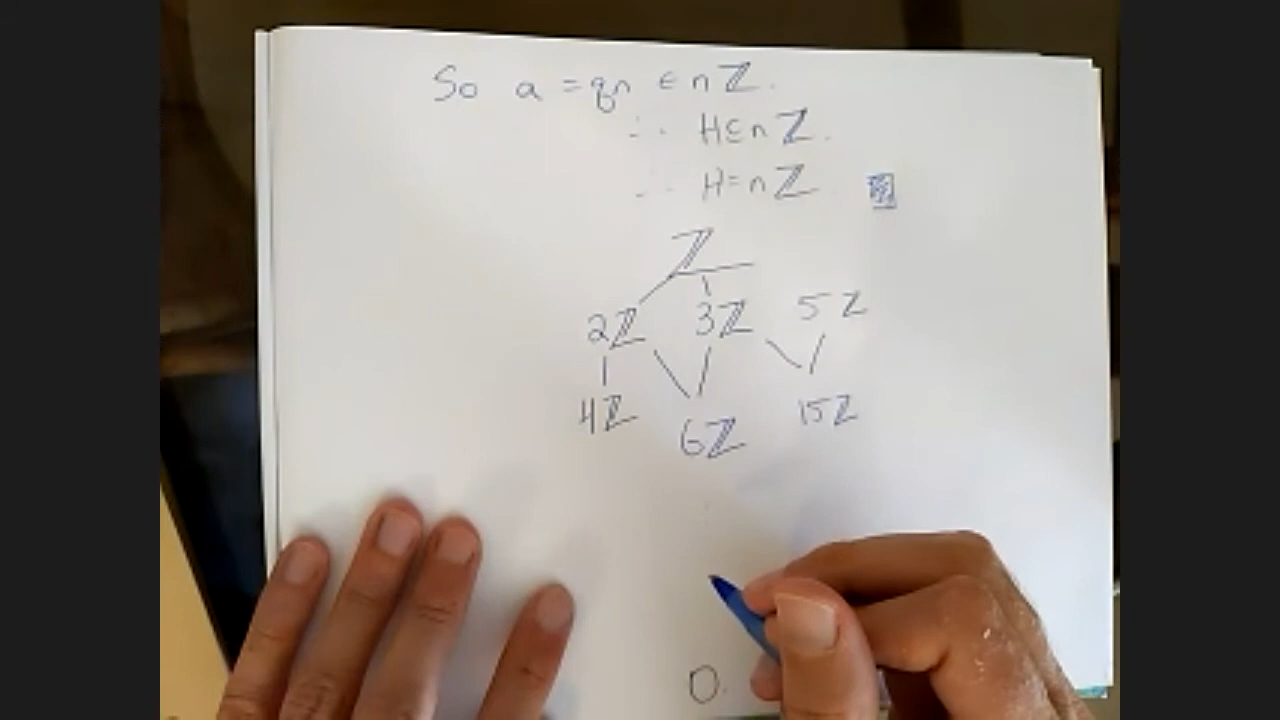 So a = qn ∈ nℤ.
∴ H ⊆ nℤ.
∴ H = nℤ
ℤ
2ℤ 3ℤ 5ℤ
4ℤ 6ℤ 15ℤ
0.